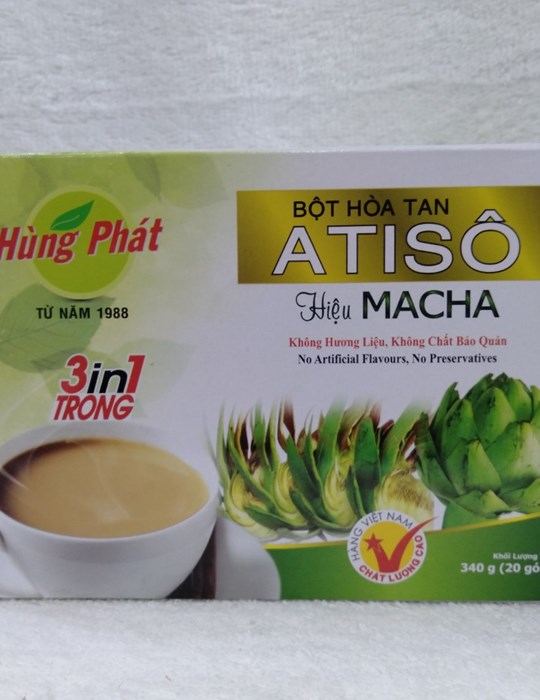 Hùng Phát
TỪ NĂM 1988
3in1
TRONG
BỘT HÒA TAN
ATISÔ
Hiệu MACHA
Không Hương Liệu, Không Chất Bảo Quản
No Artificial Flavours, No Preservatives
HÀNG VIỆT NAM
CHẤT LƯỢNG CAO
Khối Lượng
340 g (20 gó